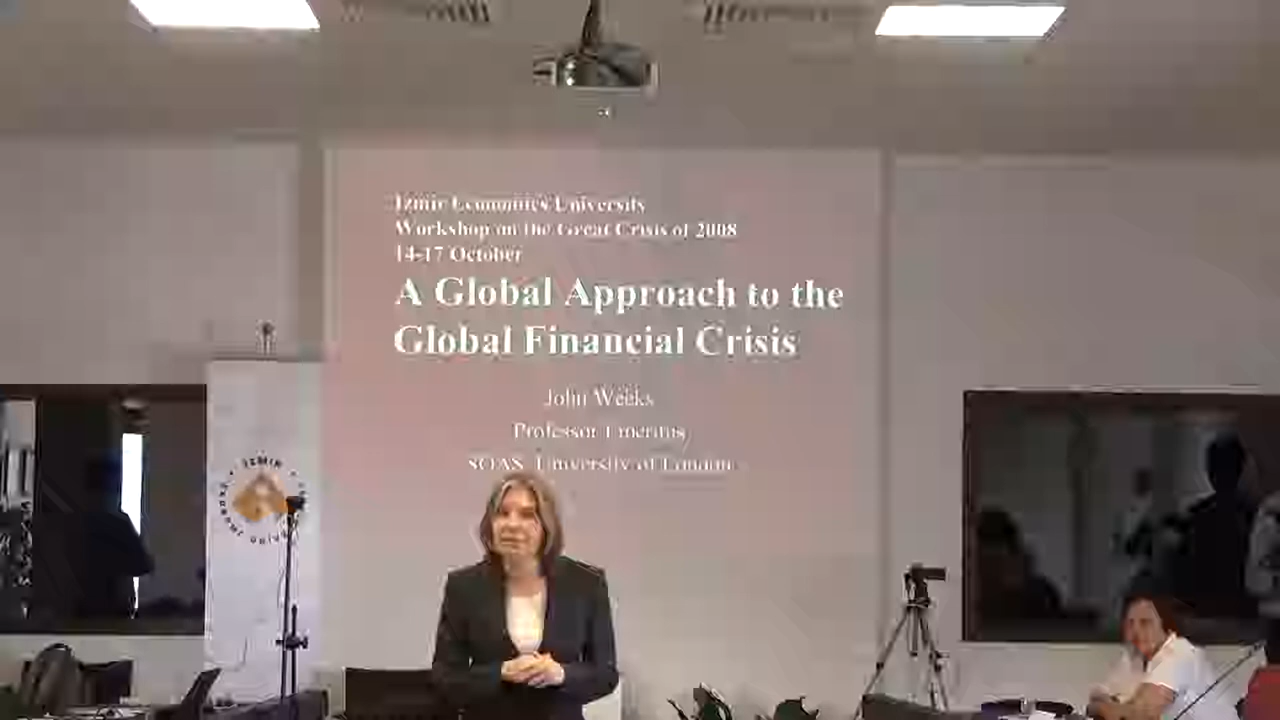 Izmir Economics University
Workshop on the Great Crisis of 2008
14-17 October
A Global Approach to the
Global Financial Crisis
John Weeks
Professor Emeritus
SOAS, University of London
IZMIR